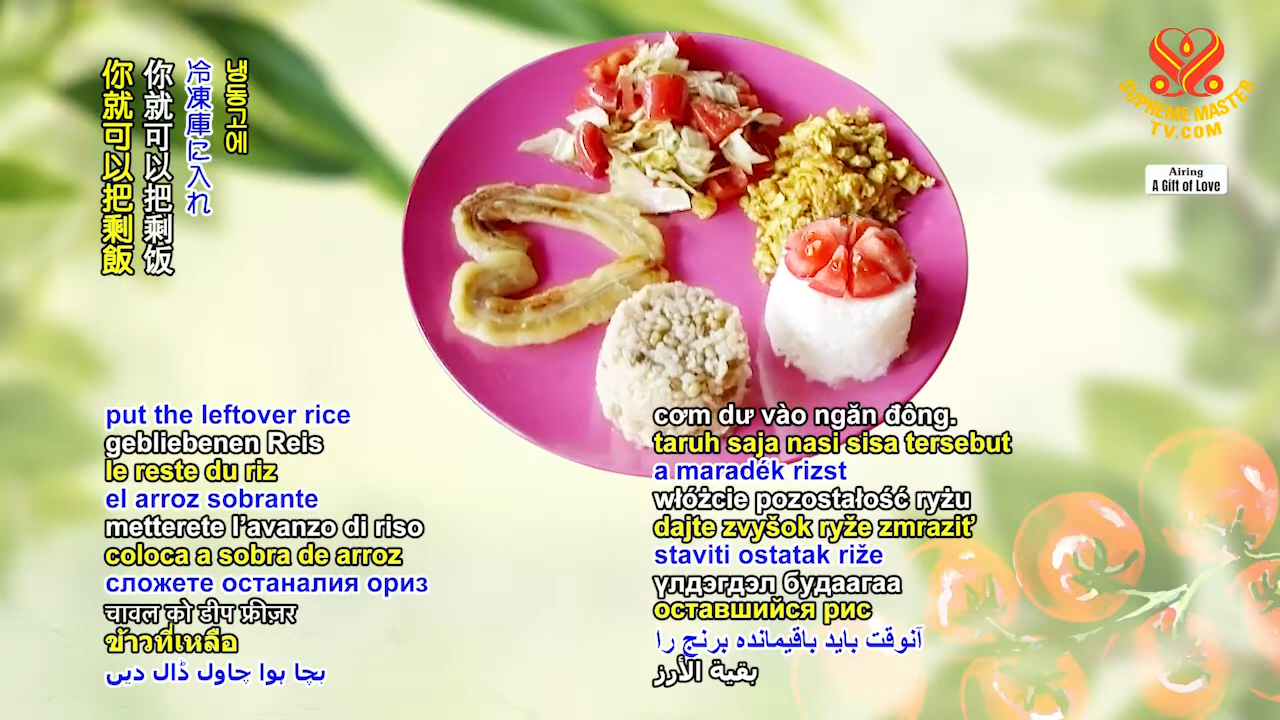 你就可以把剩飯
你就可以把剩饭
冷凍庫に入れ
냉동고에
SUPREME MASTER
TV.COM
Airing
A Gift of Love
put the leftover rice
gebliebenen Reis
le reste du riz
el arroz sobrante
metterete l'avanzo di riso
coloca a sobra de arroz
сложете останалия ориз
चावल को डीप फ्रीज़र
ข้าวที่เหลือ
بچا ہوا چاول ڈال دیں
cơm dư vào ngăn đông.
taruh saja nasi sisa tersebut
a maradék rizst
włóżcie pozostałość ryżu
dajte zvyšok ryže zmraziť
staviti ostatak riže
үлдэгдэл будаагаа
оставшийся рис
آنوقت باید باقیمانده برنج را
بقية الأرز